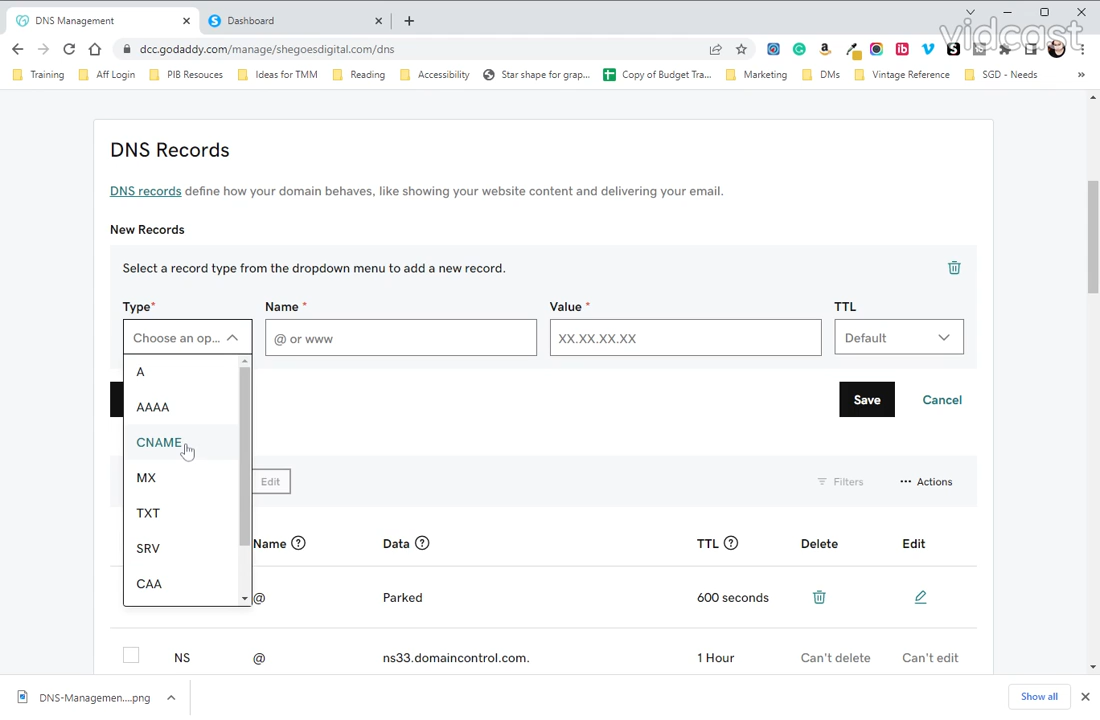 DNS Management
Dashboard
vidcast
dcc.godaddy.com/manage/shegoesdigital.com/dns
Training
Aff Login
PIB Resouces
Ideas for TMM
Reading
Accessibility
Star shape for grap...
Copy of Budget Tra...
Marketing
DMs
Vintage Reference
SGD - Needs
DNS Records
DNS records define how your domain behaves, like showing your website content and delivering your email.
New Records
Select a record type from the dropdown menu to add a new record.
Type*
Name *
Value *
TTL
Choose an op...
@ or www
XX.XX.XX.XX
Default
A
AAAA
CNAME
MX
TXT
SRV
CAA
Save
Cancel
Edit
Filters
Actions
Name
Data
TTL
Delete
Edit
@
Parked
600 seconds
NS
@
ns33.domaincontrol.com.
1 Hour
Can't delete
Can't edit
DNS-Managemen....png
Show all